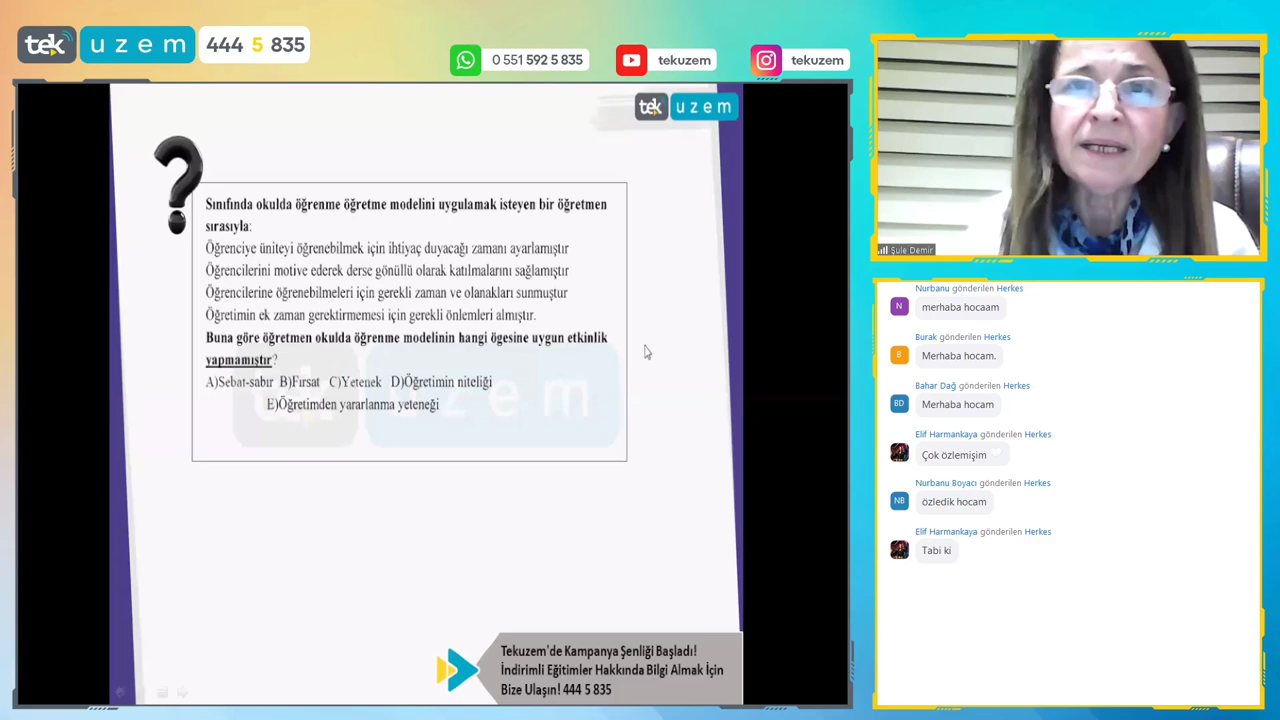 tek uzem 444 5 835
0 551 592 5 835
tekuzem
tekuzem
tek uzem
?
Sınıfında okulda öğrenme öğretme modelini uygulamak isteyen bir öğretmen
sırasıyla:
Öğrenciye üniteyi öğrenebilmek için ihtiyaç duyacağı zamanı ayarlamıştır
Öğrencilerini motive ederek derse gönüllü olarak katılmalarını sağlamıştır
Öğrencilerine öğrenebilmeleri için gerekli zaman ve olanakları sunmuştur
Öğretimin ek zaman gerektirmemesi için gerekli önlemleri almıştır.
Buna göre öğretmen okulda öğrenme modelinin hangi ögesine uygun etkinlik
yapmamıştır?
A)Sebat-sabır B)Fırsat C)Yetenek D)Öğretimin niteliği
E)Öğretimden yararlanma yeteneği
uzem
Tekuzem'de Kampanya Şenliği Başladı!
İndirimli Eğitimler Hakkında Bilgi Almak İçin
Bize Ulaşın! 444 5 835
Şule Demir
Nurbanu gönderilen Herkes
N
merhaba hocaam
Burak gönderilen Herkes
B
Merhaba hocam.
Bahar Dağ gönderilen Herkes
BD
Merhaba hocam
Elif Harmankaya gönderilen Herkes
Çok özlemişim
Nurbanu Boyacı gönderilen Herkes
NB
özledik hocam
Elif Harmankaya gönderilen Herkes
Tabi ki